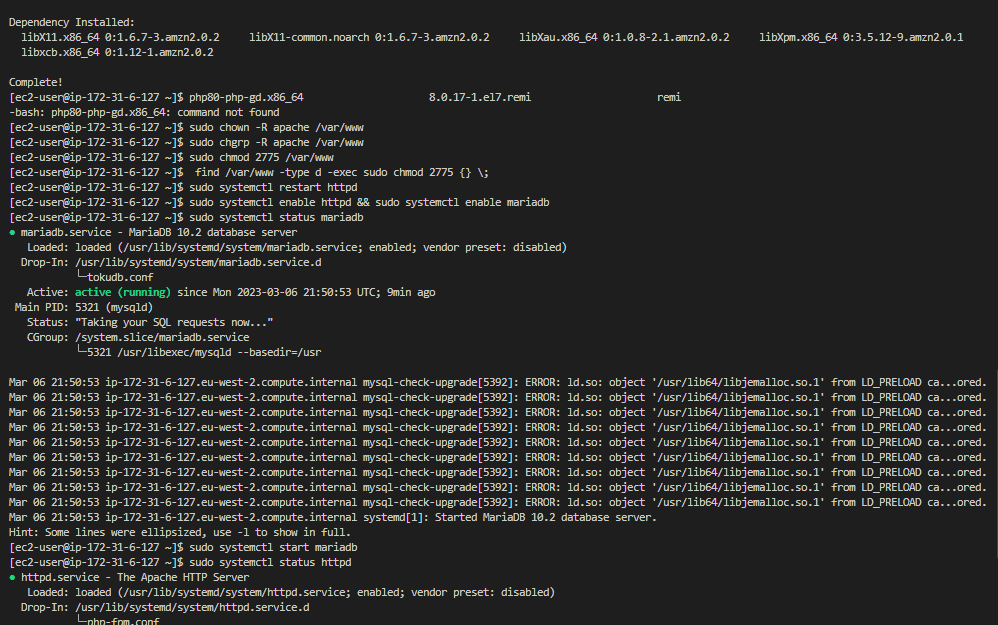 Dependency Installed:
libX11.x86_64 0:1.6.7-3.amzn2.0.2 libX11-common.noarch 0:1.6.7-3.amzn2.0.2 libXau.x86_64 0:1.0.8-2.1.amzn2.0.2 libXpm.x86_64 0:3.5.12-9.amzn2.0.1
libxcb.x86_64 0:1.12-1.amzn2.0.2
Complete!
[ec2-user@ip-172-31-6-127 ~]$ php80-php-gd.x86_64 8.0.17-1.el7.remi remi
-bash: php80-php-gd.x86_64: command not found
[ec2-user@ip-172-31-6-127 ~]$ sudo chown -R apache /var/www
[ec2-user@ip-172-31-6-127 ~]$ sudo chgrp -R apache /var/www
[ec2-user@ip-172-31-6-127 ~]$ sudo chmod 2775 /var/www
[ec2-user@ip-172-31-6-127 ~]$  find /var/www -type d -exec sudo chmod 2775 {} \;
[ec2-user@ip-172-31-6-127 ~]$ sudo systemctl restart httpd
[ec2-user@ip-172-31-6-127 ~]$ sudo systemctl enable httpd && sudo systemctl enable mariadb
[ec2-user@ip-172-31-6-127 ~]$ sudo systemctl status mariadb
● mariadb.service - MariaDB 10.2 database server
Loaded: loaded (/usr/lib/systemd/system/mariadb.service; enabled; vendor preset: disabled)
Drop-In: /usr/lib/systemd/system/mariadb.service.d
└─tokudb.conf
Active: active (running) since Mon 2023-03-06 21:50:53 UTC; 9min ago
Main PID: 5321 (mysqld)
Status: "Taking your SQL requests now..."
CGroup: /system.slice/mariadb.service
└─5321 /usr/libexec/mysqld --basedir=/usr
Mar 06 21:50:53 ip-172-31-6-127.eu-west-2.compute.internal mysql-check-upgrade[5392]: ERROR: ld.so: object '/usr/lib64/libjemalloc.so.1' from LD_PRELOAD ca...ored.
Mar 06 21:50:53 ip-172-31-6-127.eu-west-2.compute.internal mysql-check-upgrade[5392]: ERROR: ld.so: object '/usr/lib64/libjemalloc.so.1' from LD_PRELOAD ca...ored.
Mar 06 21:50:53 ip-172-31-6-127.eu-west-2.compute.internal mysql-check-upgrade[5392]: ERROR: ld.so: object '/usr/lib64/libjemalloc.so.1' from LD_PRELOAD ca...ored.
Mar 06 21:50:53 ip-172-31-6-127.eu-west-2.compute.internal mysql-check-upgrade[5392]: ERROR: ld.so: object '/usr/lib64/libjemalloc.so.1' from LD_PRELOAD ca...ored.
Mar 06 21:50:53 ip-172-31-6-127.eu-west-2.compute.internal mysql-check-upgrade[5392]: ERROR: ld.so: object '/usr/lib64/libjemalloc.so.1' from LD_PRELOAD ca...ored.
Mar 06 21:50:53 ip-172-31-6-127.eu-west-2.compute.internal mysql-check-upgrade[5392]: ERROR: ld.so: object '/usr/lib64/libjemalloc.so.1' from LD_PRELOAD ca...ored.
Mar 06 21:50:53 ip-172-31-6-127.eu-west-2.compute.internal mysql-check-upgrade[5392]: ERROR: ld.so: object '/usr/lib64/libjemalloc.so.1' from LD_PRELOAD ca...ored.
Mar 06 21:50:53 ip-172-31-6-127.eu-west-2.compute.internal mysql-check-upgrade[5392]: ERROR: ld.so: object '/usr/lib64/libjemalloc.so.1' from LD_PRELOAD ca...ored.
Mar 06 21:50:53 ip-172-31-6-127.eu-west-2.compute.internal mysql-check-upgrade[5392]: ERROR: ld.so: object '/usr/lib64/libjemalloc.so.1' from LD_PRELOAD ca...ored.
Mar 06 21:50:53 ip-172-31-6-127.eu-west-2.compute.internal systemd[1]: Started MariaDB 10.2 database server.
Hint: Some lines were ellipsized, use -l to show in full.
[ec2-user@ip-172-31-6-127 ~]$ sudo systemctl start mariadb
[ec2-user@ip-172-31-6-127 ~]$ sudo systemctl status httpd
● httpd.service - The Apache HTTP Server
Loaded: loaded (/usr/lib/systemd/system/httpd.service; enabled; vendor preset: disabled)
Drop-In: /usr/lib/systemd/system/httpd.service.d
└─php-fpm.conf